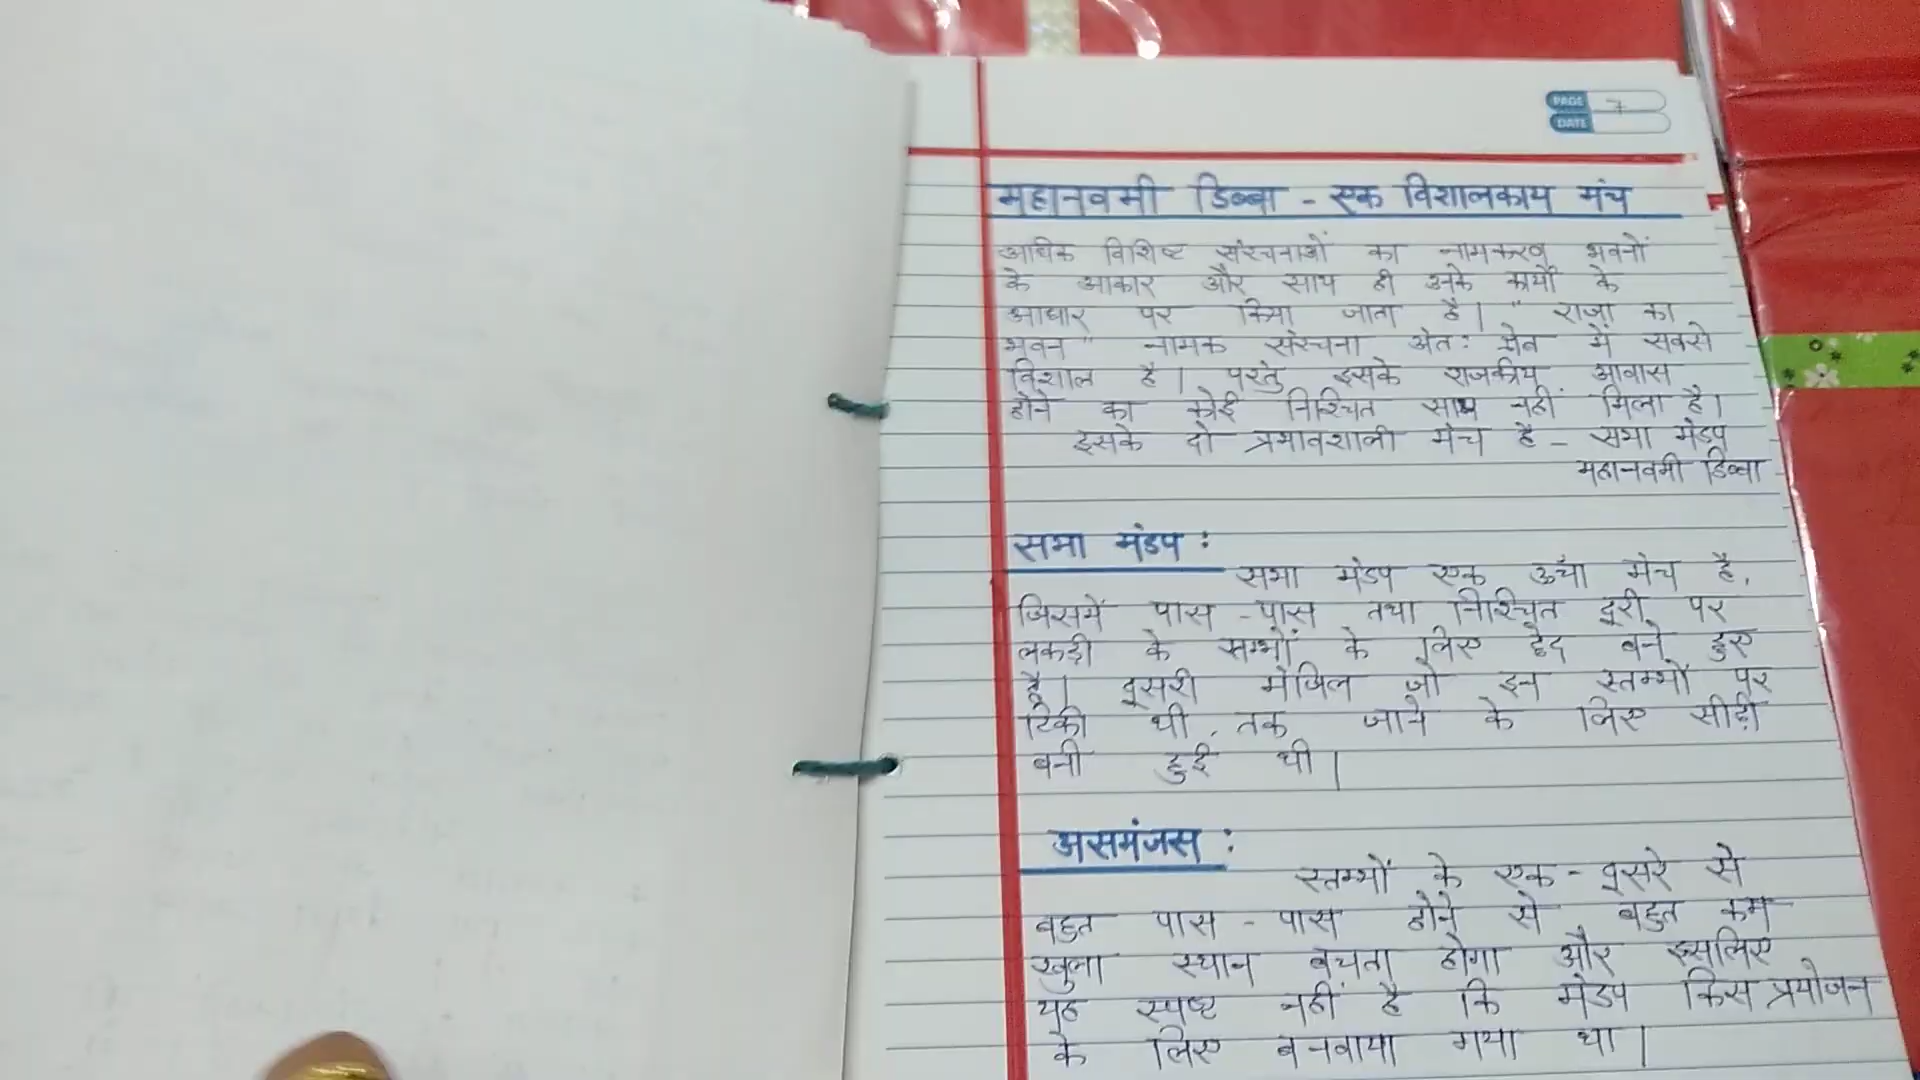 PAGE 7
DATE
महानवमी डिब्बा - एक विशालकाय मंच
अधिक विशिष्ट संरचनाओं का नामकरण भवनों
के आकार और साथ ही उनके कार्यों के
आधार पर किया जाता है। " राजा का
भवन " नामक संरचना अंतः क्षेत्र में सबसे
विशाल है। परंतु इसके राजकीय आवास
होने का कोई निश्चित साक्ष्य नहीं मिला है।
इसके दो प्रभावशाली मंच है - सभा मंडप
महानवमी डिब्बा
सभा मंडप :
सभा मंडप एक ऊँचा मंच है,
जिसमें पास - पास तथा निश्चित दूरी पर
लकड़ी के स्तम्भों के लिए छेद बने हुए
है। दूसरी मंजिल जो इन स्तम्भों पर
टिकी थी, तक जाने के लिए सीढ़ी
बनी हुई थी।
असमंजस :
स्तम्भों के एक - दूसरे से
बहुत पास - पास होने से बहुत कम
खुला स्थान बचता होगा और इसलिए
यह स्पष्ट नहीं है कि मंडप किस प्रयोजन
के लिए बनवाया गया था।